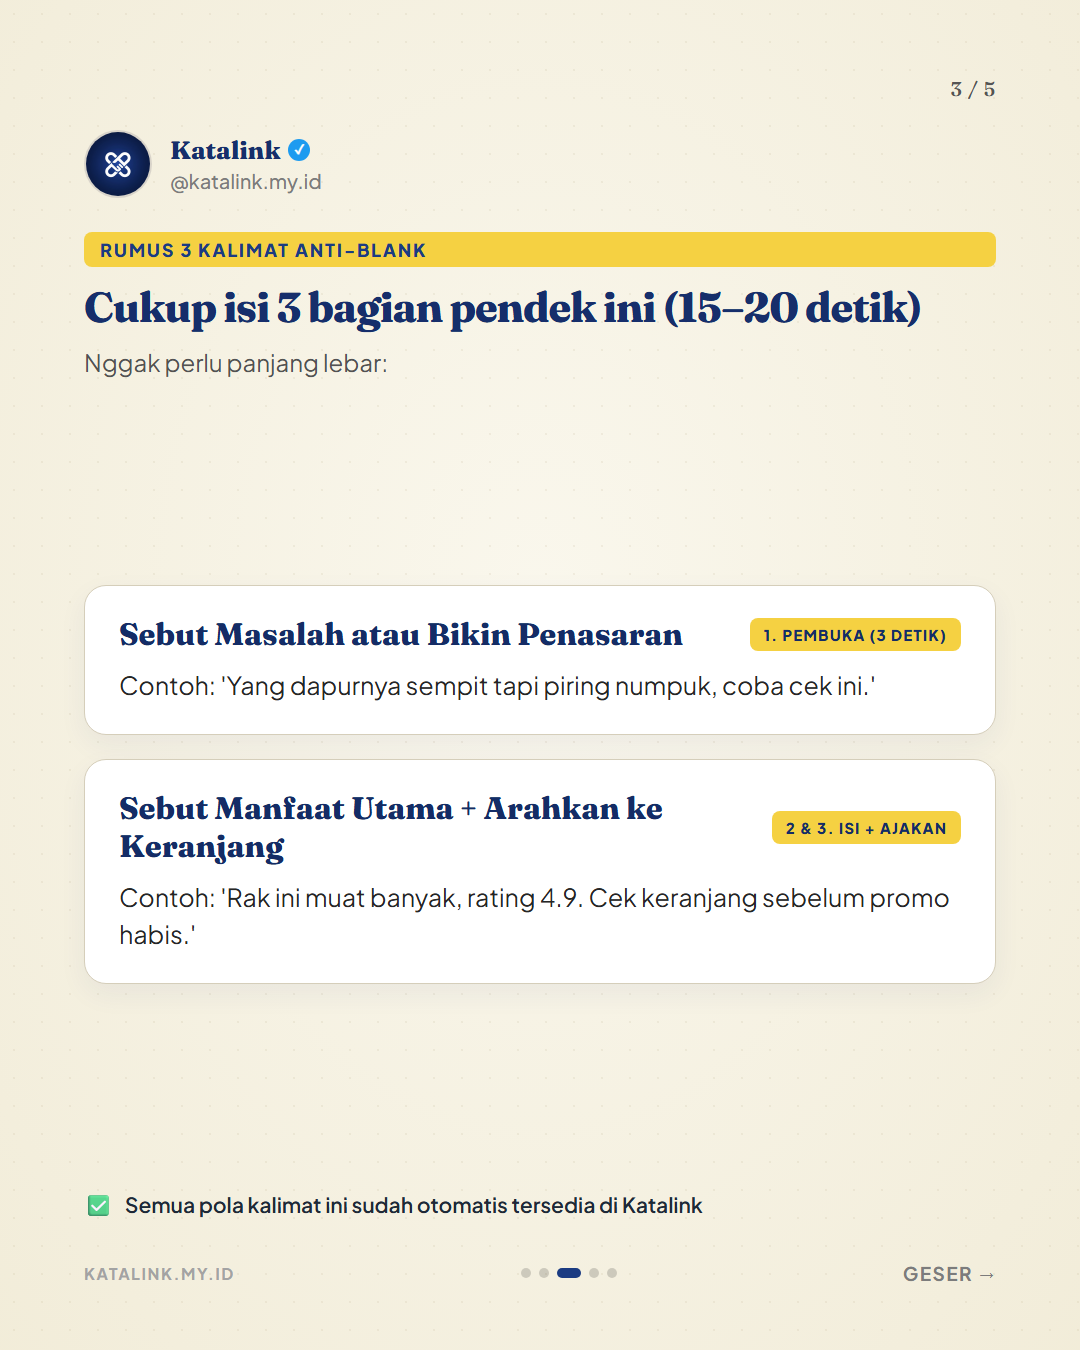 3 / 5
Katalink
@katalink.my.id
RUMUS 3 KALIMAT ANTI-BLANK
Cukup isi 3 bagian pendek ini (15–20 detik)
Nggak perlu panjang lebar:
Sebut Masalah atau Bikin Penasaran
1. PEMBUKA (3 DETIK)
Contoh: 'Yang dapurnya sempit tapi piring numpuk, coba cek ini.'
Sebut Manfaat Utama + Arahkan ke
Keranjang
2 & 3. ISI + AJAKAN
Contoh: 'Rak ini muat banyak, rating 4.9. Cek keranjang sebelum promo
habis.'
✅ Semua pola kalimat ini sudah otomatis tersedia di Katalink
KATALINK.MY.ID
GESER →